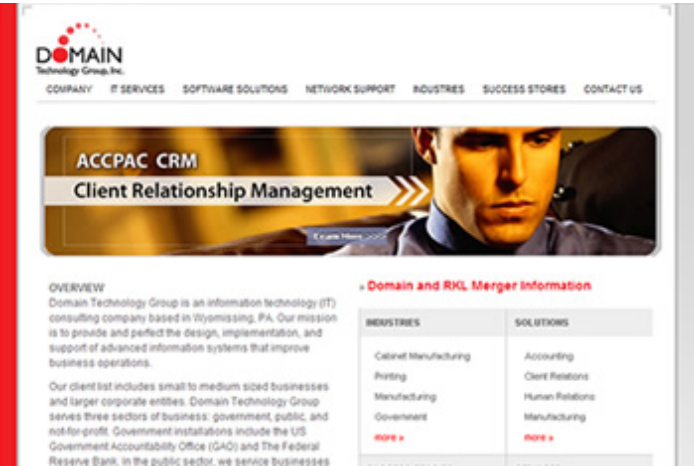 DOMAIN
Technology Group, Inc.
COMPANY IT SERVICES SOFTWARE SOLUTIONS NETWORK SUPPORT INDUSTRIES SUCCESS STORIES CONTACT US
ACCPAC CRM
Client Relationship Management
Learn More >>>
OVERVIEW
Domain Technology Group is an information technology (IT)
consulting company based in Wyomissing, PA. Our mission
is to provide and perfect the design, implementation, and
support of advanced information systems that improve
business operations.
Our client list includes small to medium sized businesses
and larger corporate entities. Domain Technology Group
serves three sectors of business: government, public, and
not-for-profit. Government installations include the US
Government Accountability Office (GAO) and The Federal
Reserve Bank. In the public sector, we service businesses
» Domain and RKL Merger Information
INDUSTRIES
Cabinet Manufacturing
Printing
Manufacturing
Government
more »
SOLUTIONS
Accounting
Client Relations
Human Relations
Manufacturing
more »